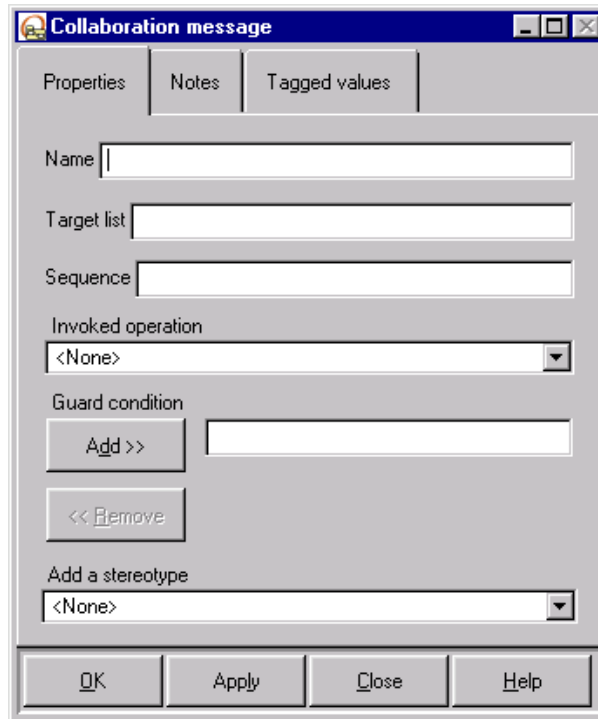 Collaboration message
Properties Notes Tagged values
Name
Target list
Sequence
Invoked operation
<None>
Guard condition
Add >>
<< Remove
Add a stereotype
<None>
OK Apply Close Help